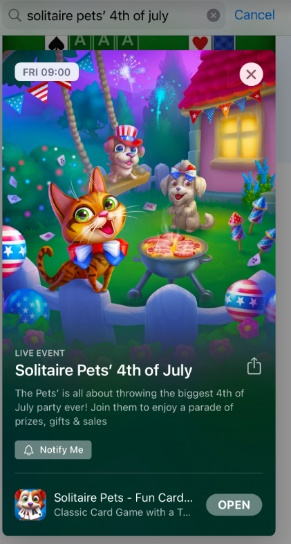 solitaire pets' 4th of july
Cancel
A A A
FRI 09:00
LIVE EVENT
Solitaire Pets' 4th of July
The Pets' is all about throwing the biggest 4th of
July party ever! Join them to enjoy a parade of
prizes, gifts & sales
Notify Me
Solitaire Pets - Fun Card...
Classic Card Game with a T...
OPEN